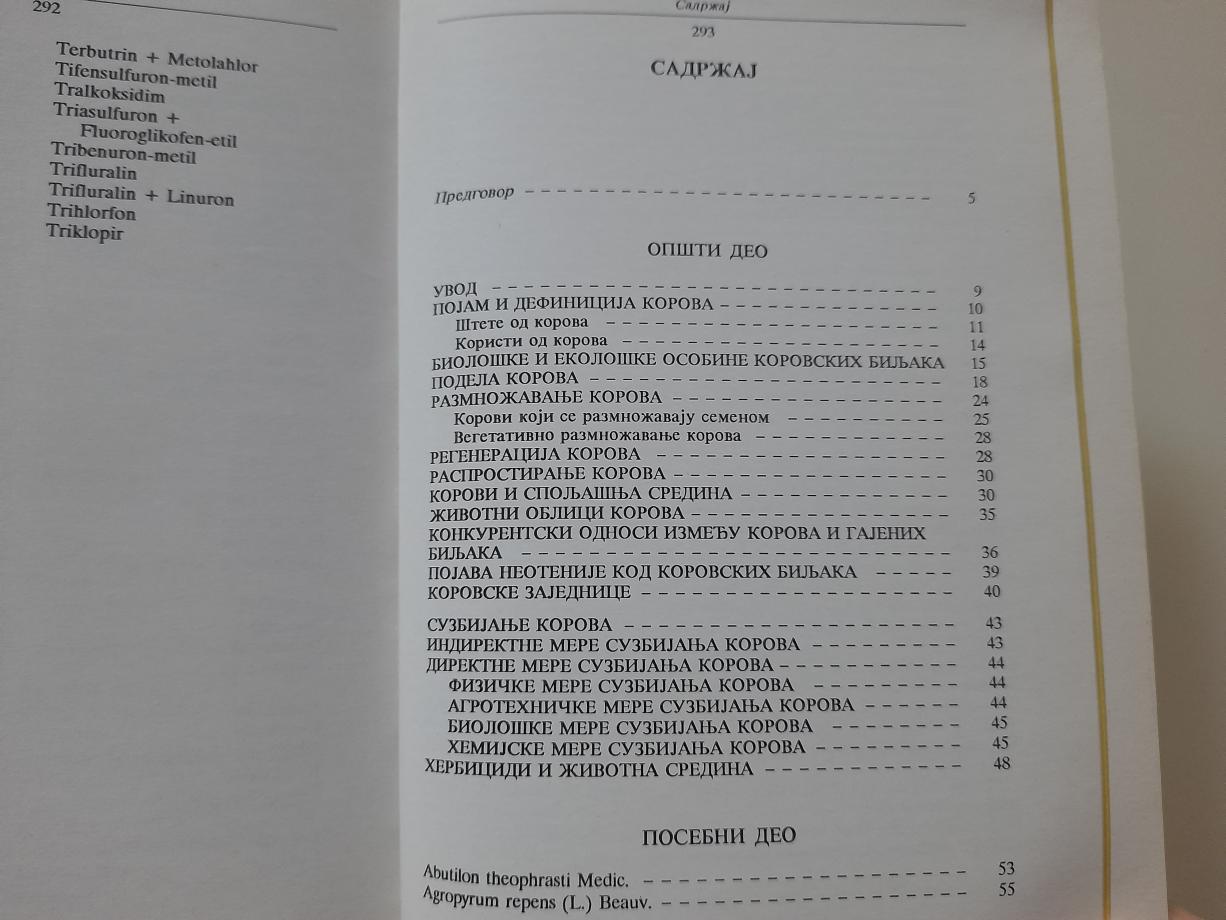 292
Terbutrin + Metolahlor
Tifensulfuron-metil
Tralkoksidim
Triasulfuron +
Fluoroglikofen-etil
Tribenuron-metil
Trifluralin
Trifluralin + Linuron
Trihlorfon
Triklopir
Садржај
293
САДРЖАЈ
Предговор – – – – – – – – – – – – – – – – – – – – – – – – – – 5
ОПШТИ ДЕО
УВОД – – – – – – – – – – – – – – – – – – – – – – – – – – – – 9
ПОЈАМ И ДЕФИНИЦИЈА КОРОВА – – – – – – – – – – – – – – 10
Штете од корова – – – – – – – – – – – – – – – – – – – – – 11
Користи од корова – – – – – – – – – – – – – – – – – – – – 14
БИОЛОШКЕ И ЕКОЛОШКЕ ОСОБИНЕ КОРОВСКИХ БИЉАКА 15
ПОДЕЛА КОРОВА – – – – – – – – – – – – – – – – – – – – – – 18
РАЗМНОЖАВАЊЕ КОРОВА – – – – – – – – – – – – – – – – – 24
Корови који се размножавају семеном – – – – – – – – – – 25
Вегетативно размножавање корова – – – – – – – – – – – – 28
РЕГЕНЕРАЦИЈА КОРОВА – – – – – – – – – – – – – – – – – – 28
РАСПРОСТИРАЊЕ КОРОВА – – – – – – – – – – – – – – – – – 30
КОРОВИ И СПОЉАШЊА СРЕДИНА – – – – – – – – – – – – – 30
ЖИВОТНИ ОБЛИЦИ КОРОВА – – – – – – – – – – – – – – – – 35
КОНКУРЕНТСКИ ОДНОСИ ИЗМЕЂУ КОРОВА И ГАЈЕНИХ
БИЉАКА – – – – – – – – – – – – – – – – – – – – – – – – – – – 36
ПОЈАВА НЕОТЕНИЈЕ КОД КОРОВСКИХ БИЉАКА – – – – – 39
КОРОВСКЕ ЗАЈЕДНИЦЕ – – – – – – – – – – – – – – – – – – – – 40
СУЗБИЈАЊЕ КОРОВА – – – – – – – – – – – – – – – – – – – – – 43
ИНДИРЕКТНЕ МЕРЕ СУЗБИЈАЊА КОРОВА – – – – – – – – – 43
ДИРЕКТНЕ МЕРЕ СУЗБИЈАЊА КОРОВА – – – – – – – – – – – 44
ФИЗИЧКЕ МЕРЕ СУЗБИЈАЊА КОРОВА – – – – – – – – – 44
АГРОТЕХНИЧКЕ МЕРЕ СУЗБИЈАЊА КОРОВА – – – – – – 44
БИОЛОШКЕ МЕРЕ СУЗБИЈАЊА КОРОВА – – – – – – – – 45
ХЕМИЈСКЕ МЕРЕ СУЗБИЈАЊА КОРОВА – – – – – – – – – 45
ХЕРБИЦИДИ И ЖИВОТНА СРЕДИНА – – – – – – – – – – – – 48
ПОСЕБНИ ДЕО
Abutilon theophrasti Medic. – – – – – – – – – – – – – – – – – – 53
Agropyrum repens (L.) Beauv. – – – – – – – – – – – – – – – – – 55